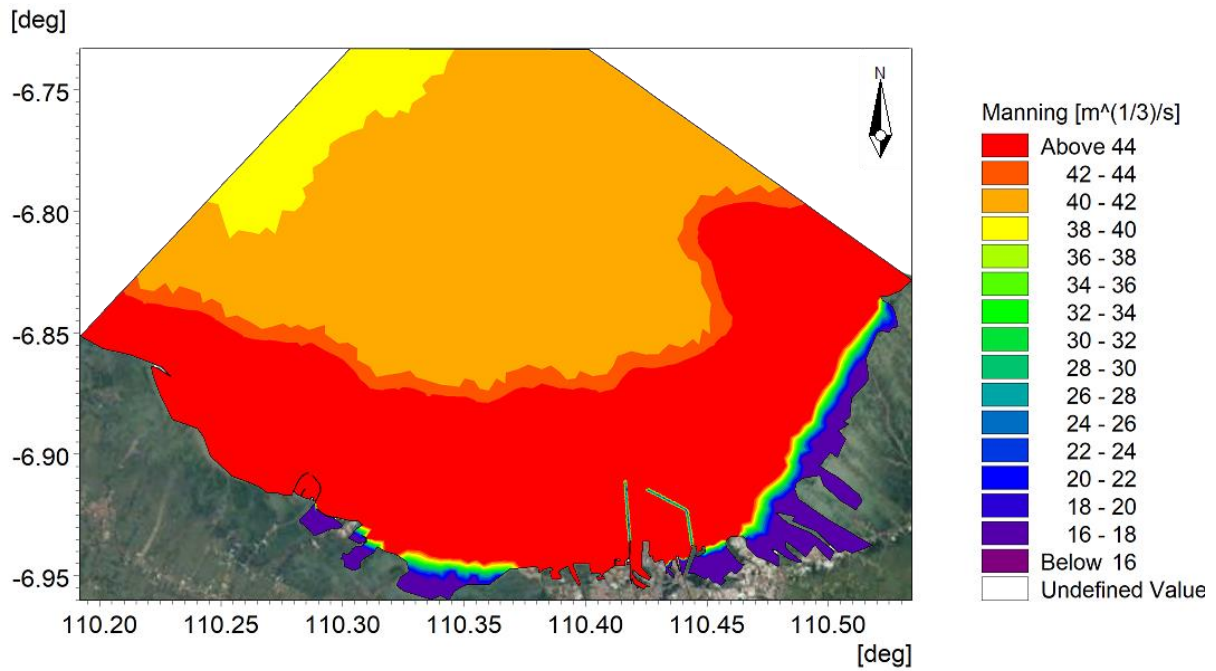 [deg]
N
-6.75
-6.80
-6.85
-6.90
-6.95
110.20 110.25 110.30 110.35 110.40 110.45 110.50
[deg]
Manning [m^(1/3)/s]
Above 44
42 - 44
40 - 42
38 - 40
36 - 38
34 - 36
32 - 34
30 - 32
28 - 30
26 - 28
24 - 26
22 - 24
20 - 22
18 - 20
16 - 18
Below 16
Undefined Value